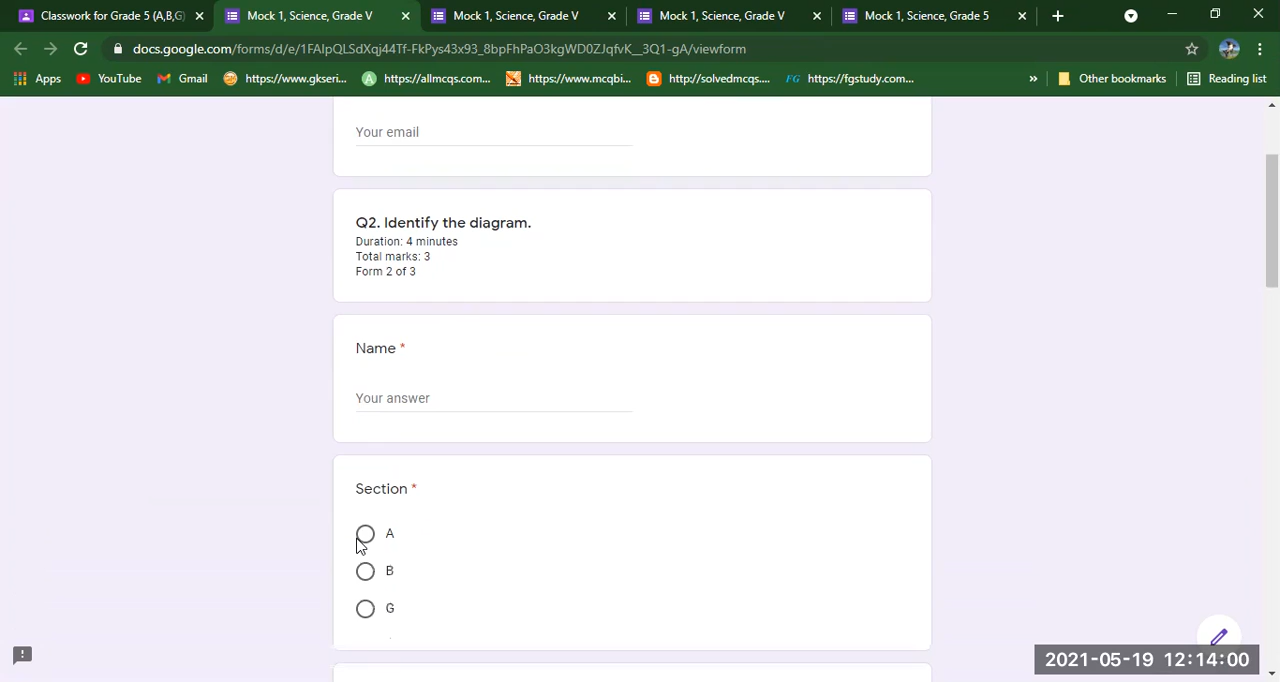 Classwork for Grade 5 (A,B,G)
Mock 1, Science, Grade V
Mock 1, Science, Grade V
Mock 1, Science, Grade V
Mock 1, Science, Grade 5
docs.google.com/forms/d/e/1FAIpQLSdXqj44Tf-FkPys43x93_8bpFhPaO3kgWD0ZJqfvK__3Q1-gA/viewform
Apps
YouTube
Gmail
https://www.gkseri...
https://allmcqs.com...
https://www.mcqbi...
http://solvedmcqs....
FG https://fgstudy.com...
»
Other bookmarks
Reading list
Your email
Q2. Identify the diagram.
Duration: 4 minutes
Total marks: 3
Form 2 of 3
Name *
Your answer
Section *
A
B
G
2021-05-19 12:14:00